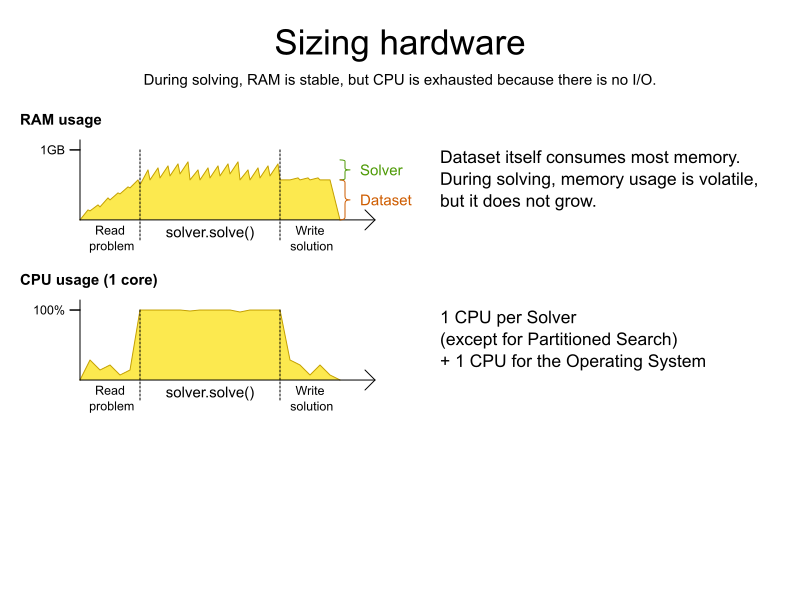 Sizing hardware
During solving, RAM is stable, but CPU is exhausted because there is no I/O.
RAM usage
1GB
Solver
Dataset
Read
problem
solver.solve()
Write
solution
Dataset itself consumes most memory.
During solving, memory usage is volatile,
but it does not grow.
CPU usage (1 core)
100%
Read
problem
solver.solve()
Write
solution
1 CPU per Solver
(except for Partitioned Search)
+ 1 CPU for the Operating System